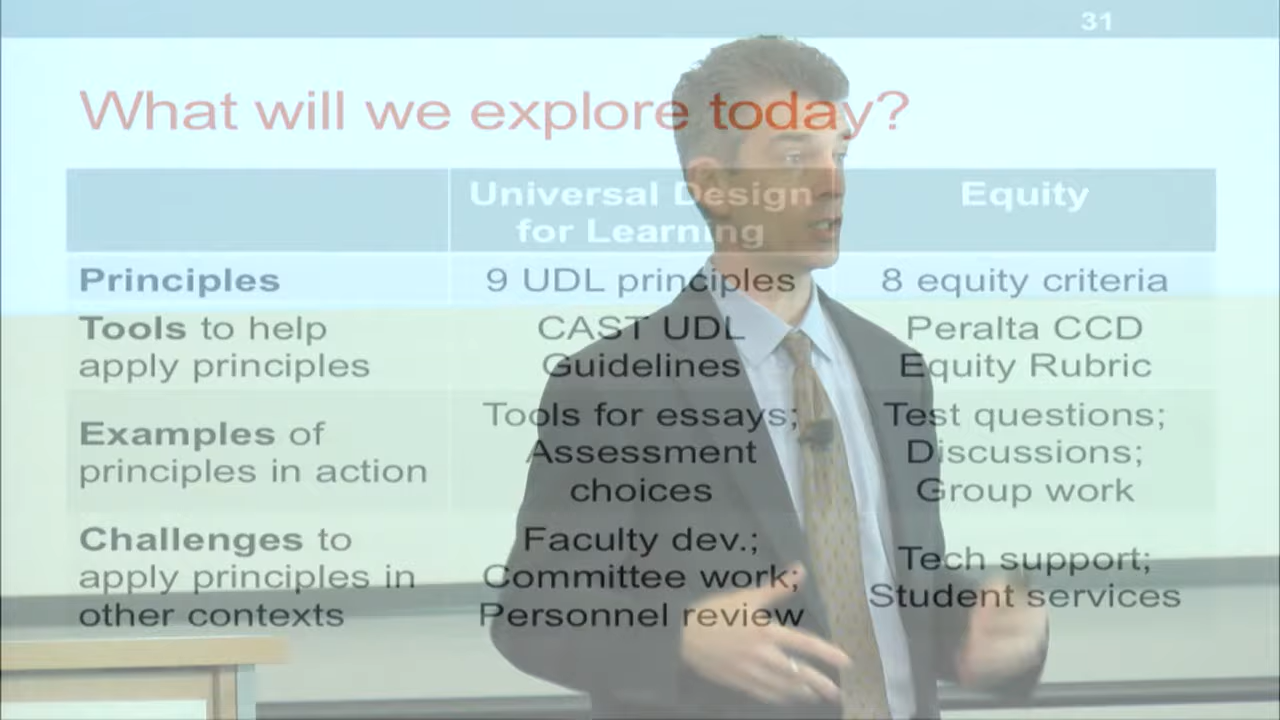 31
What will we explore today?
Universal Design
for Learning
Equity
Principles
9 UDL principles
8 equity criteria
Tools to help
apply principles
CAST UDL
Guidelines
Peralta CCD
Equity Rubric
Examples of
principles in action
Tools for essays;
Assessment
choices
Test questions;
Discussions;
Group work
Challenges to
apply principles in
other contexts
Faculty dev.;
Committee work;
Personnel review
Tech support;
Student services